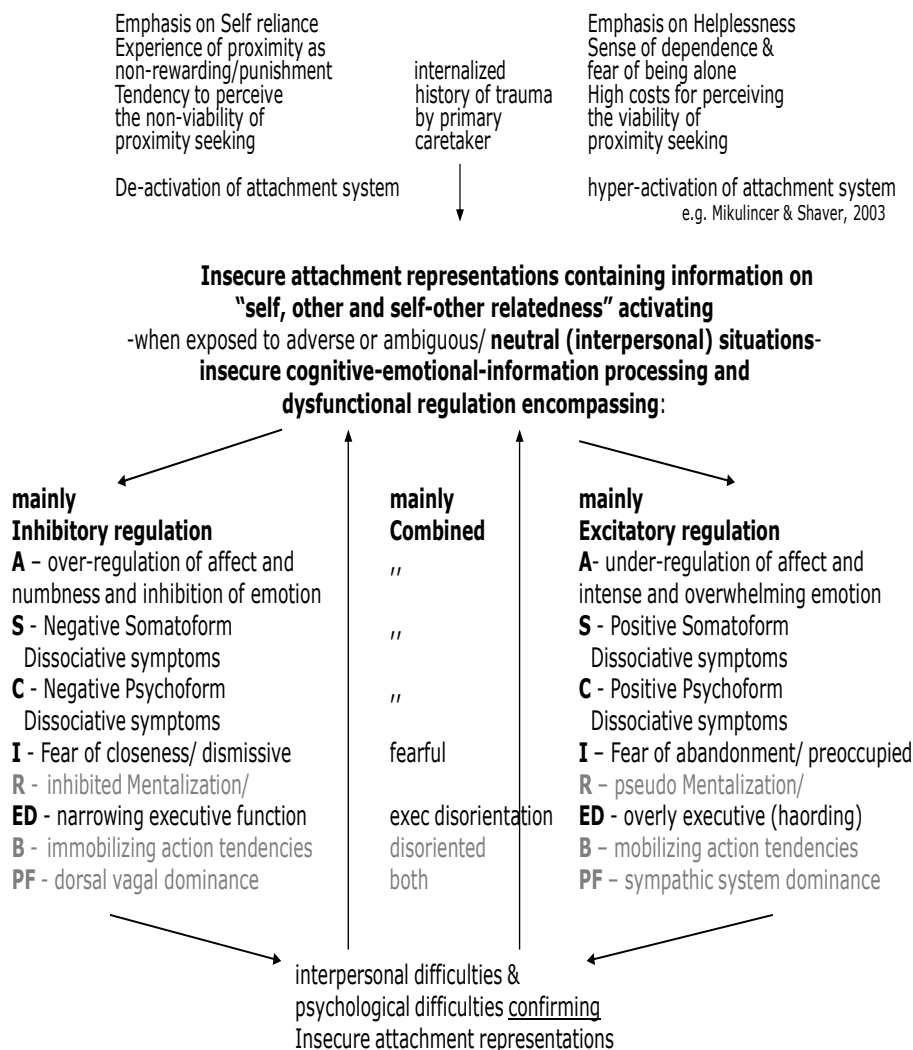 Emphasis on Self reliance
Experience of proximity as
non-rewarding/punishment
Tendency to perceive
the non-viability of
proximity seeking
De-activation of attachment system
internalized
history of trauma
by primary
caretaker
Emphasis on Helplessness
Sense of dependence &
fear of being alone
High costs for perceiving
the viability of
proximity seeking
hyper-activation of attachment system
e.g. Mikulincer & Shaver, 2003
Insecure attachment representations containing information on
“self, other and self-other relatedness” activating
-when exposed to adverse or ambiguous/ neutral (interpersonal) situations-
insecure cognitive-emotional-information processing and
dysfunctional regulation encompassing:
mainly
Inhibitory regulation
A – over-regulation of affect and
numbness and inhibition of emotion
S - Negative Somatoform
Dissociative symptoms
C - Negative Psychoform
Dissociative symptoms
I - Fear of closeness/ dismissive
R - inhibited Mentalization/
ED - narrowing executive function
B - immobilizing action tendencies
PF - dorsal vagal dominance
mainly
Combined
,,
,,
,,
fearful
exec disorientation
disoriented
both
mainly
Excitatory regulation
A- under-regulation of affect and
intense and overwhelming emotion
S - Positive Somatoform
Dissociative symptoms
C - Positive Psychoform
Dissociative symptoms
I – Fear of abandonment/ preoccupied
R – pseudo Mentalization/
ED - overly executive (haording)
B – mobilizing action tendencies
PF – sympathic system dominance
interpersonal difficulties &
psychological difficulties confirming
Insecure attachment representations